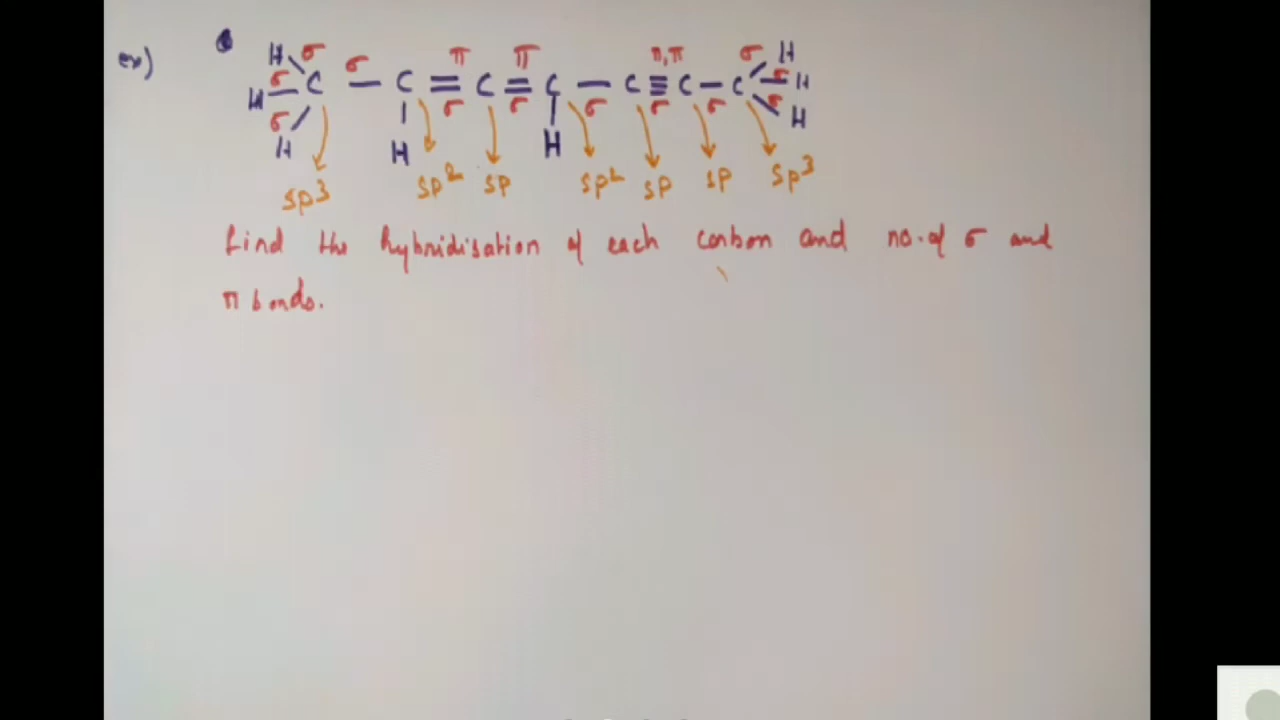 ex)
H σ σ π π π,π σ H
H σ C — C = C = C — C ≡ C — C σ H
σ H σ σ H σ σ σ σ H
H
sp3 sp2 sp sp2 sp sp sp3
find the hybridisation of each carbon and no. of σ and
π bonds.